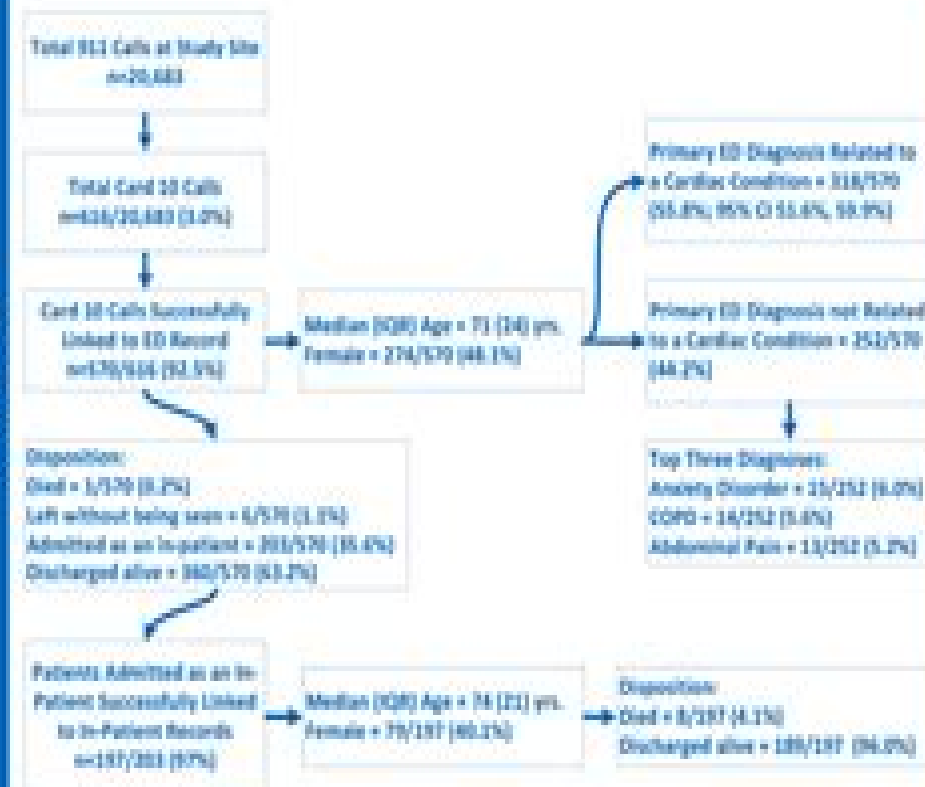 Total 911 Calls at Study Site
n=20,683
Total Card 10 Calls
n=616/20,683 (3.0%)
Card 10 Calls Successfully
Linked to ED Record
n=570/616 (92.5%)
Median (IQR) Age = 71 (24) yrs.
Female = 274/570 (48.1%)
Primary ED Diagnosis Related to
a Cardiac Condition = 318/570
(55.8%; 95% CI 51.6%, 59.9%)
Primary ED Diagnosis not Related
to a Cardiac Condition = 252/570
(44.2%)
Top Three Diagnoses:
Anxiety Disorder = 15/252 (6.0%)
COPD = 14/252 (5.6%)
Abdominal Pain = 13/252 (5.2%)
Disposition:
Died = 1/570 (0.2%)
Left without being seen = 6/570 (1.1%)
Admitted as an in-patient = 203/570 (35.6%)
Discharged alive = 360/570 (63.2%)
Patients Admitted as an In-
Patient Successfully Linked
to In-Patient Records
n=197/203 (97%)
Median (IQR) Age = 74 (21) yrs.
Female = 79/197 (40.1%)
Disposition:
Died = 8/197 (4.1%)
Discharged alive = 189/197 (96.0%)